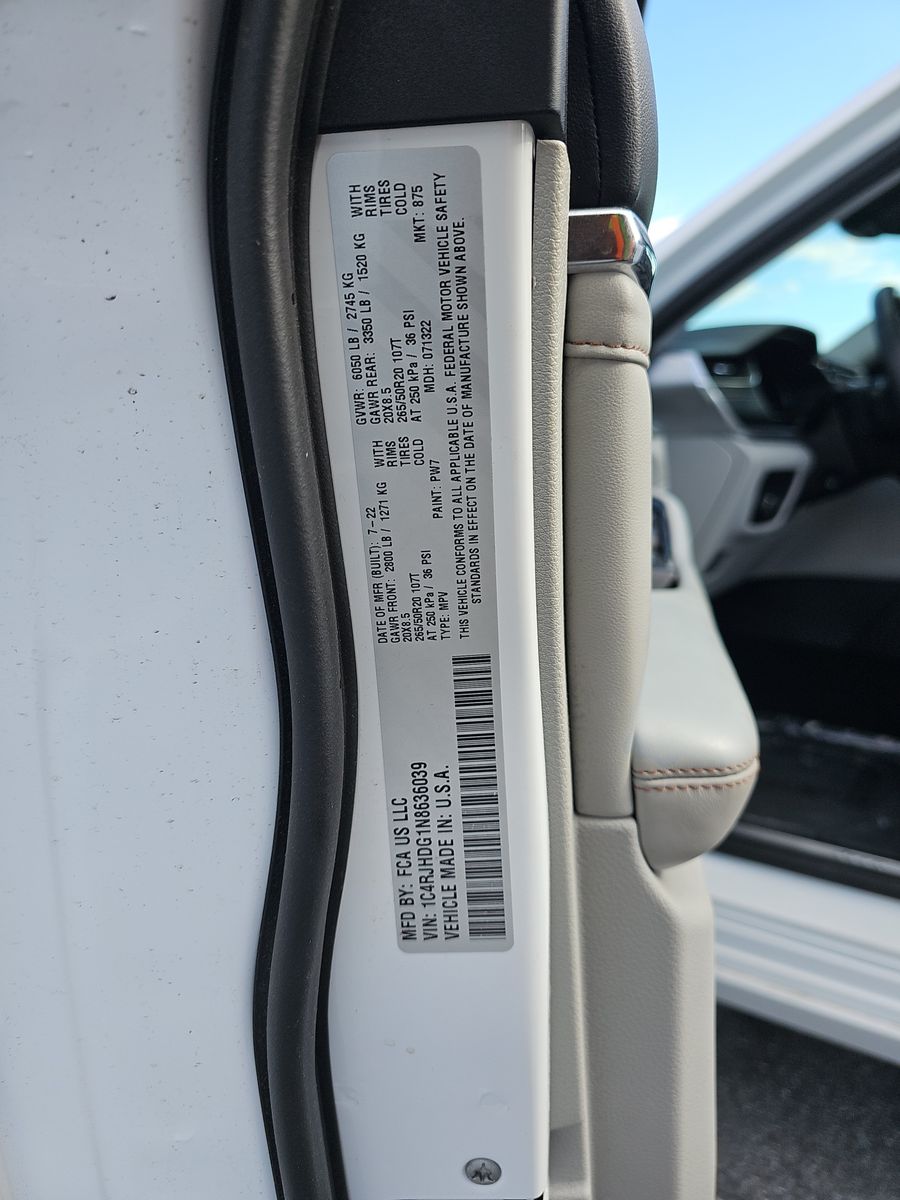 MFD BY: FCA US LLC
VIN: 1C4RJHDG1N8636039
VEHICLE MADE IN: U.S.A.
DATE OF MFR (BUILT): 7-22 GVWR: 6050 LB / 2745 KG
GAWR FRONT: 2800 LB / 1271 KG WITH GAWR REAR: 3350 LB / 1520 KG WITH
20X8.5 RIMS 20X8.5 RIMS
265/50R20 107T TIRES 265/50R20 107T TIRES
AT 250 kPa / 36 PSI COLD AT 250 kPa / 36 PSI COLD
TYPE: MPV PAINT: PW7 MDH: 071322 MKT: 875
THIS VEHICLE CONFORMS TO ALL APPLICABLE U.S.A. FEDERAL MOTOR VEHICLE SAFETY
STANDARDS IN EFFECT ON THE DATE OF MANUFACTURE SHOWN ABOVE.